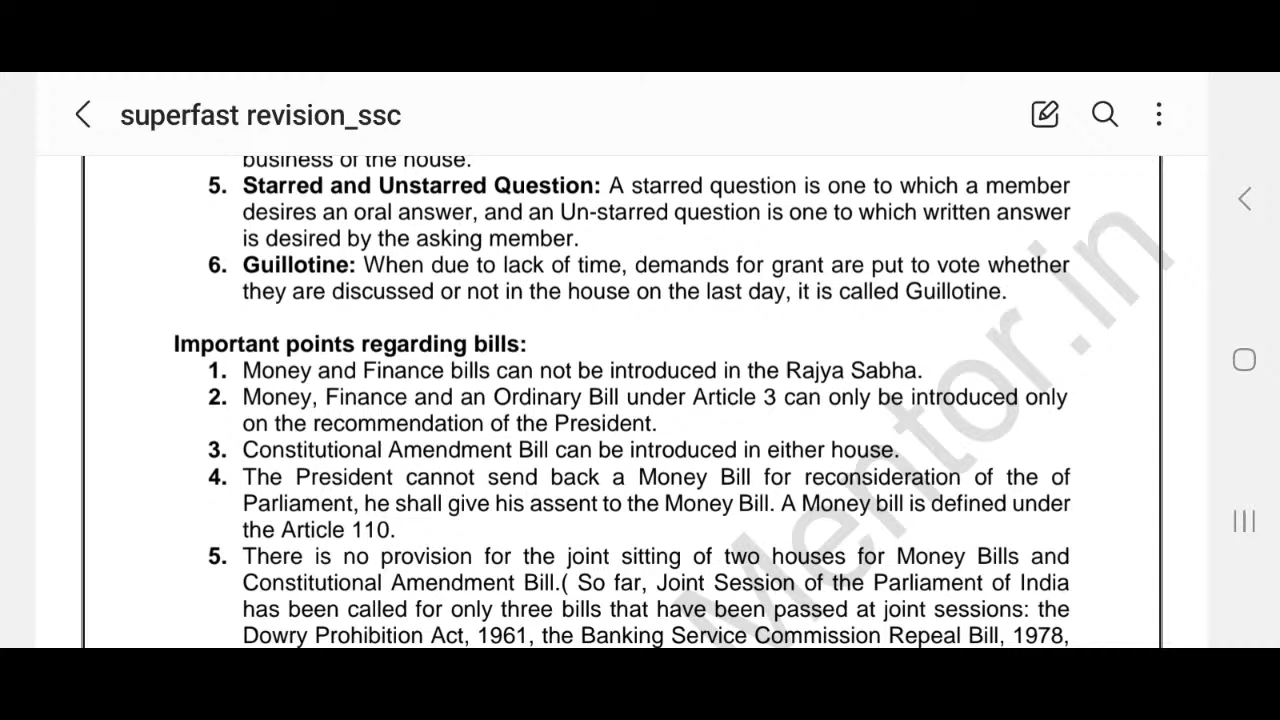 superfast revision_ssc
business of the house.
5. Starred and Unstarred Question: A starred question is one to which a member
desires an oral answer, and an Un-starred question is one to which written answer
is desired by the asking member.
6. Guillotine: When due to lack of time, demands for grant are put to vote whether
they are discussed or not in the house on the last day, it is called Guillotine.
Important points regarding bills:
1. Money and Finance bills can not be introduced in the Rajya Sabha.
2. Money, Finance and an Ordinary Bill under Article 3 can only be introduced only
on the recommendation of the President.
3. Constitutional Amendment Bill can be introduced in either house.
4. The President cannot send back a Money Bill for reconsideration of the of
Parliament, he shall give his assent to the Money Bill. A Money bill is defined under
the Article 110.
5. There is no provision for the joint sitting of two houses for Money Bills and
Constitutional Amendment Bill.( So far, Joint Session of the Parliament of India
has been called for only three bills that have been passed at joint sessions: the
Dowry Prohibition Act, 1961, the Banking Service Commission Repeal Bill, 1978,
Mentor.in